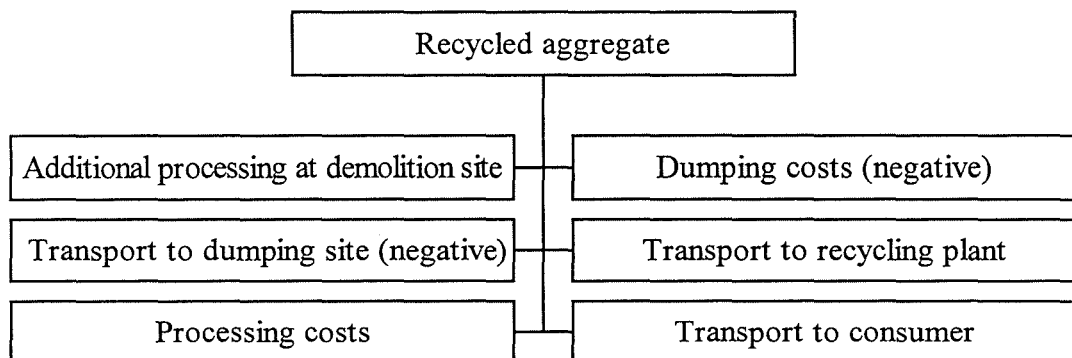 Recycled aggregate
Additional processing at demolition site
Dumping costs (negative)
Transport to dumping site (negative)
Transport to recycling plant
Processing costs
Transport to consumer